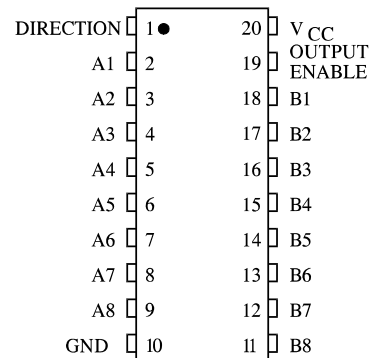 DIRECTION 1 20 VCC
A1 2 19 OUTPUT ENABLE
A2 3 18 B1
A3 4 17 B2
A4 5 16 B3
A5 6 15 B4
A6 7 14 B5
A7 8 13 B6
A8 9 12 B7
GND 10 11 B8